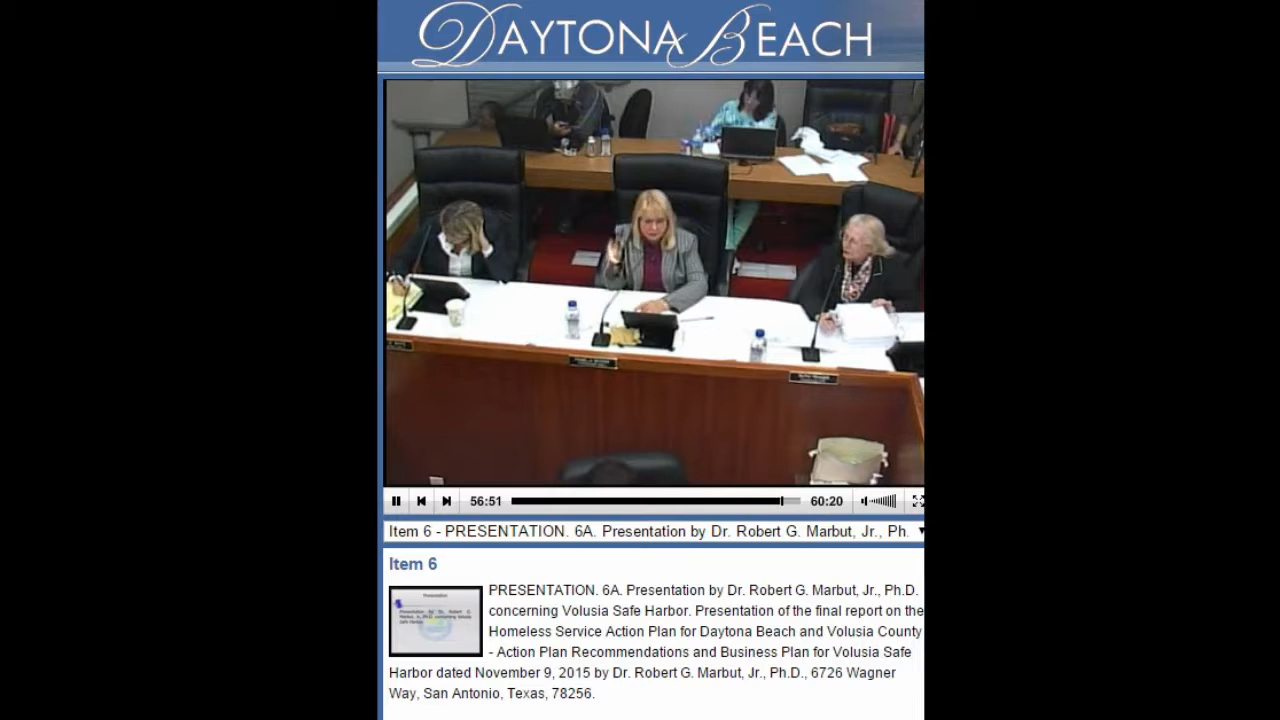 DAYTONA BEACH
56:51
60:20
Item 6 - PRESENTATION. 6A. Presentation by Dr. Robert G. Marbut, Jr., Ph.
Item 6
PRESENTATION. 6A. Presentation by Dr. Robert G. Marbut, Jr., Ph.D.
concerning Volusia Safe Harbor. Presentation of the final report on the
Homeless Service Action Plan for Daytona Beach and Volusia County
- Action Plan Recommendations and Business Plan for Volusia Safe
Harbor dated November 9, 2015 by Dr. Robert G. Marbut, Jr., Ph.D., 6726 Wagner
Way, San Antonio, Texas, 78256.